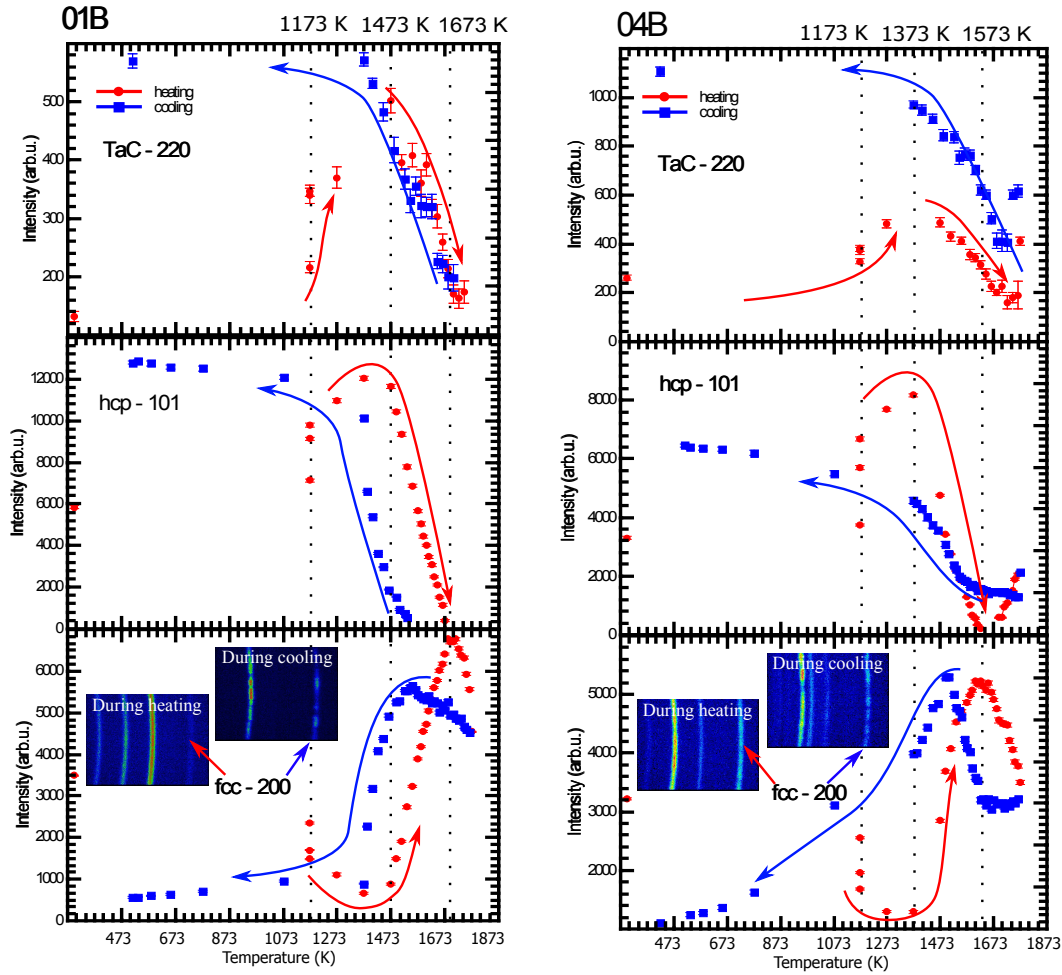 01B
1173 K 1473 K 1673 K
heating
cooling
TaC - 220
Intensity (arb.u.)
500
400
300
200
hcp - 101
Intensity (arb.u.)
12000
10000
8000
6000
4000
2000
0
During cooling
During heating
fcc - 200
Intensity (arb.u.)
6000
5000
4000
3000
2000
1000
0
473 673 873 1073 1273 1473 1673 1873
Temperature (K)
04B
1173 K 1373 K 1573 K
heating
cooling
TaC - 220
Intensity (arb.u.)
1000
800
600
400
200
0
hcp - 101
Intensity (arb.u.)
8000
6000
4000
2000
0
During cooling
During heating
fcc - 200
Intensity (arb.u.)
5000
4000
3000
2000
473 673 873 1073 1273 1473 1673 1873
Temperature (K)